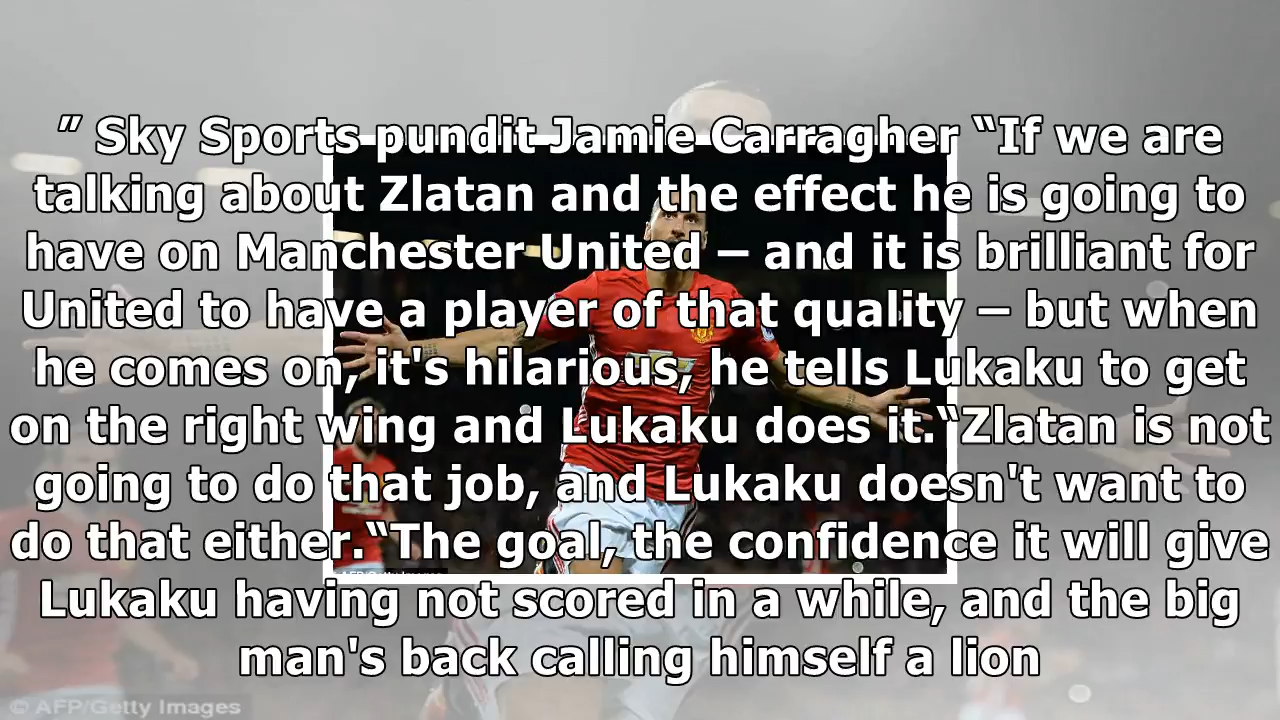 ” Sky Sports pundit Jamie Carragher “If we are
talking about Zlatan and the effect he is going to
have on Manchester United – and it is brilliant for
United to have a player of that quality – but when
he comes on, it's hilarious, he tells Lukaku to get
on the right wing and Lukaku does it.“Zlatan is not
going to do that job, and Lukaku doesn't want to
do that either.“The goal, the confidence it will give
Lukaku having not scored in a while, and the big
man's back calling himself a lion
© AFP/Getty Images